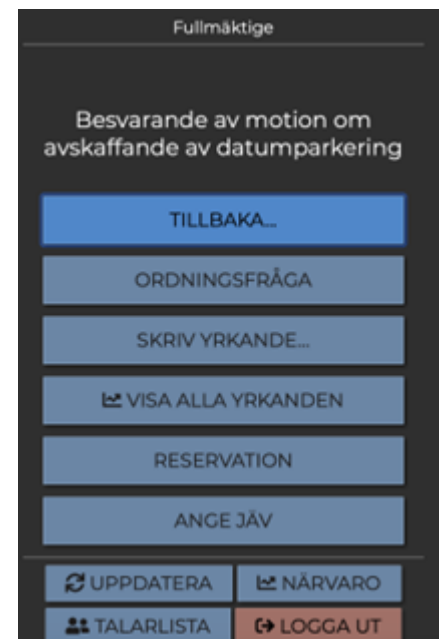 Fullmäktige
Besvarande av motion om
avskaffande av datumparkering
TILLBAKA...
ORDNINGSFRÅGA
SKRIV YRKANDE...
VISA ALLA YRKANDEN
RESERVATION
ANGE JÄV
UPPDATERA
NÄRVARO
TALARLISTA
LOGGA UT